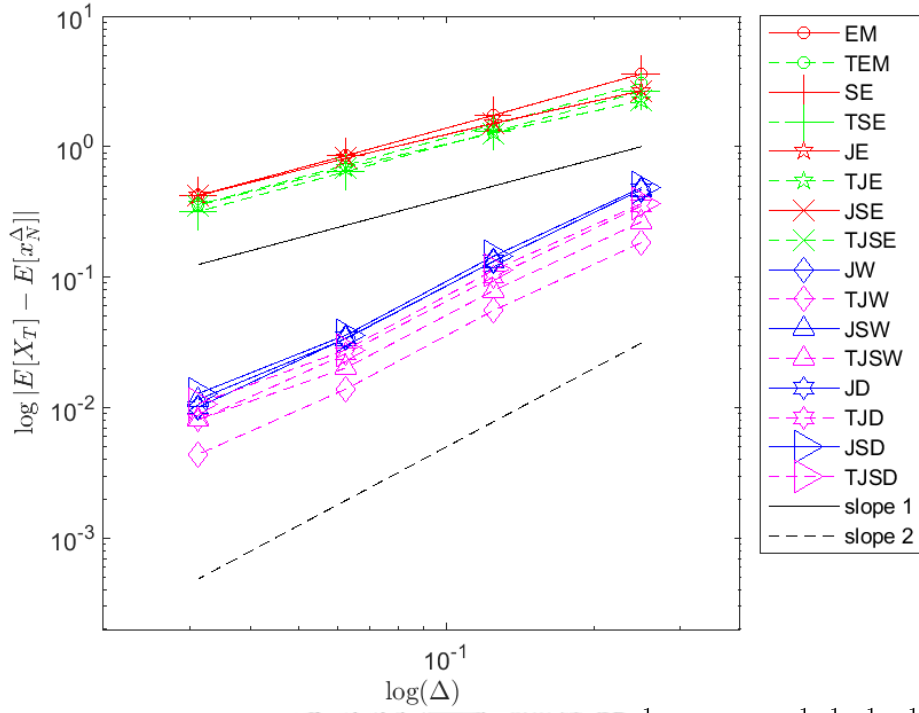 10^1
10^0
10^{-1}
10^{-2}
10^{-3}
log |E[X_T] − E[x_N^Δ]|
10^{-1}
log(Δ)
EM
TEM
SE
TSE
JE
TJE
JSE
TJSE
JW
TJW
JSW
TJSW
JD
TJD
JSD
TJSD
slope 1
slope 2